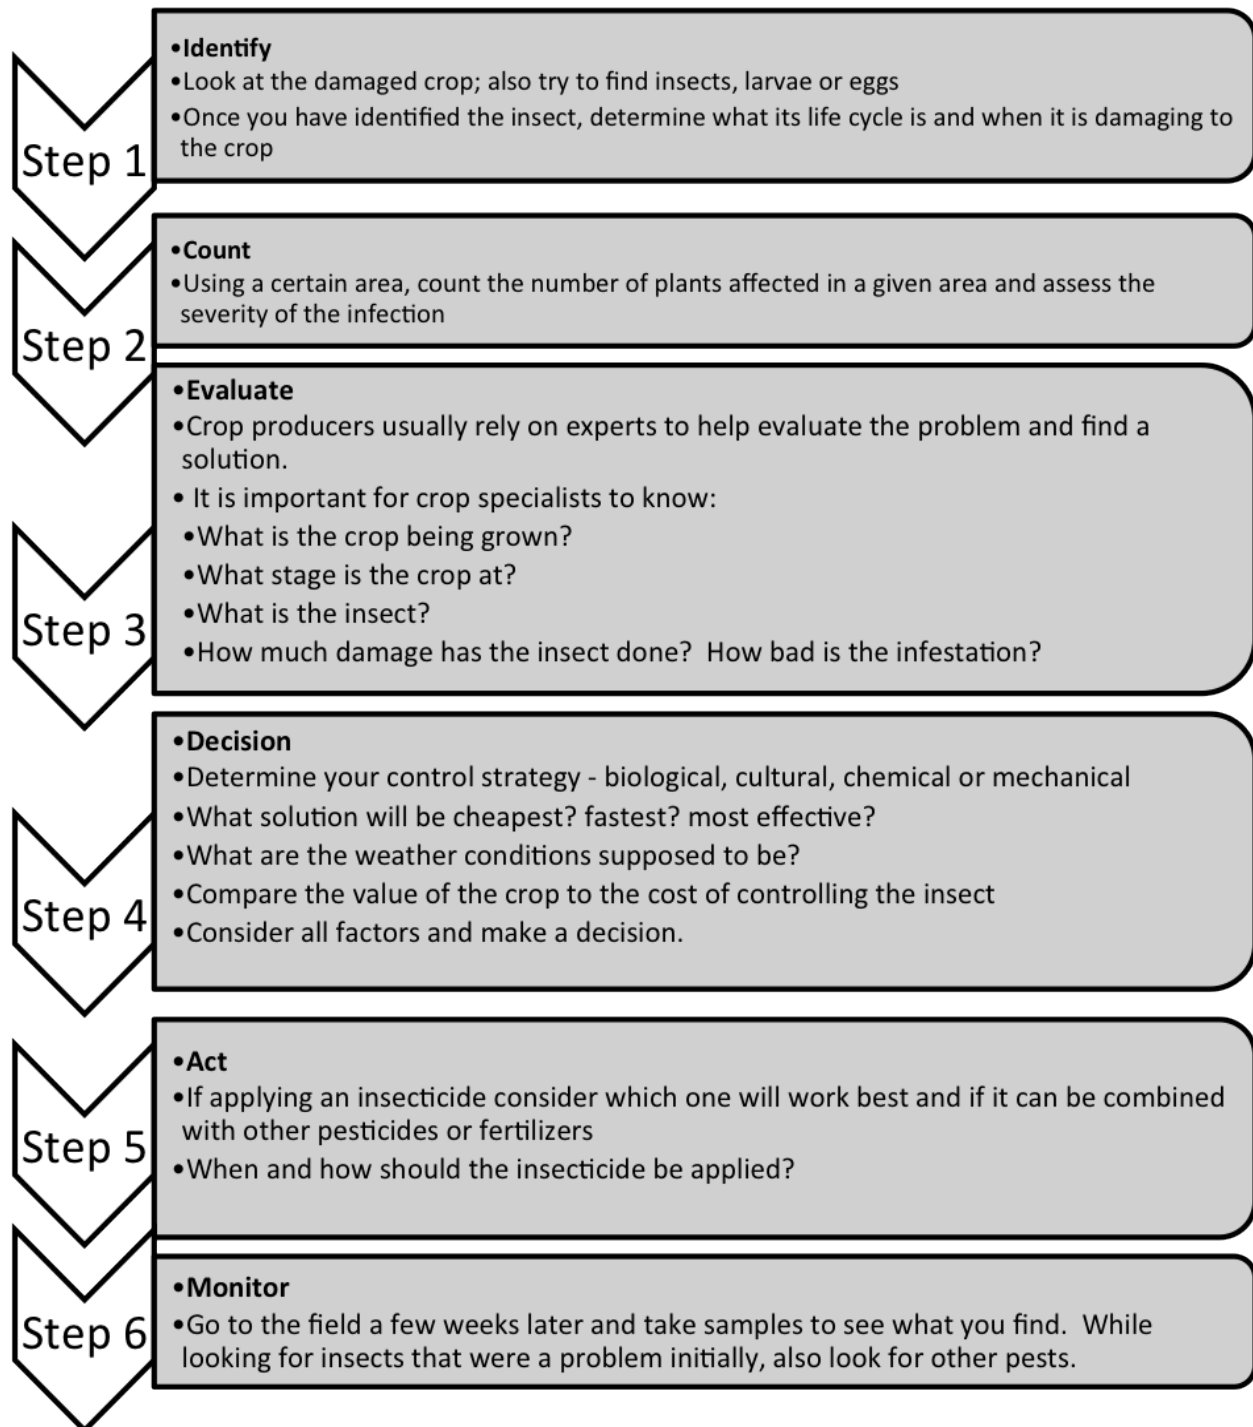 Step 1
•Identify
•Look at the damaged crop; also try to find insects, larvae or eggs
•Once you have identified the insect, determine what its life cycle is and when it is damaging to
the crop
Step 2
•Count
•Using a certain area, count the number of plants affected in a given area and assess the
severity of the infection
Step 3
•Evaluate
•Crop producers usually rely on experts to help evaluate the problem and find a
solution.
• It is important for crop specialists to know:
•What is the crop being grown?
•What stage is the crop at?
•What is the insect?
•How much damage has the insect done?  How bad is the infestation?
Step 4
•Decision
•Determine your control strategy - biological, cultural, chemical or mechanical
•What solution will be cheapest? fastest? most effective?
•What are the weather conditions supposed to be?
•Compare the value of the crop to the cost of controlling the insect
•Consider all factors and make a decision.
Step 5
•Act
•If applying an insecticide consider which one will work best and if it can be combined
with other pesticides or fertilizers
•When and how should the insecticide be applied?
Step 6
•Monitor
•Go to the field a few weeks later and take samples to see what you find.  While
looking for insects that were a problem initially, also look for other pests.